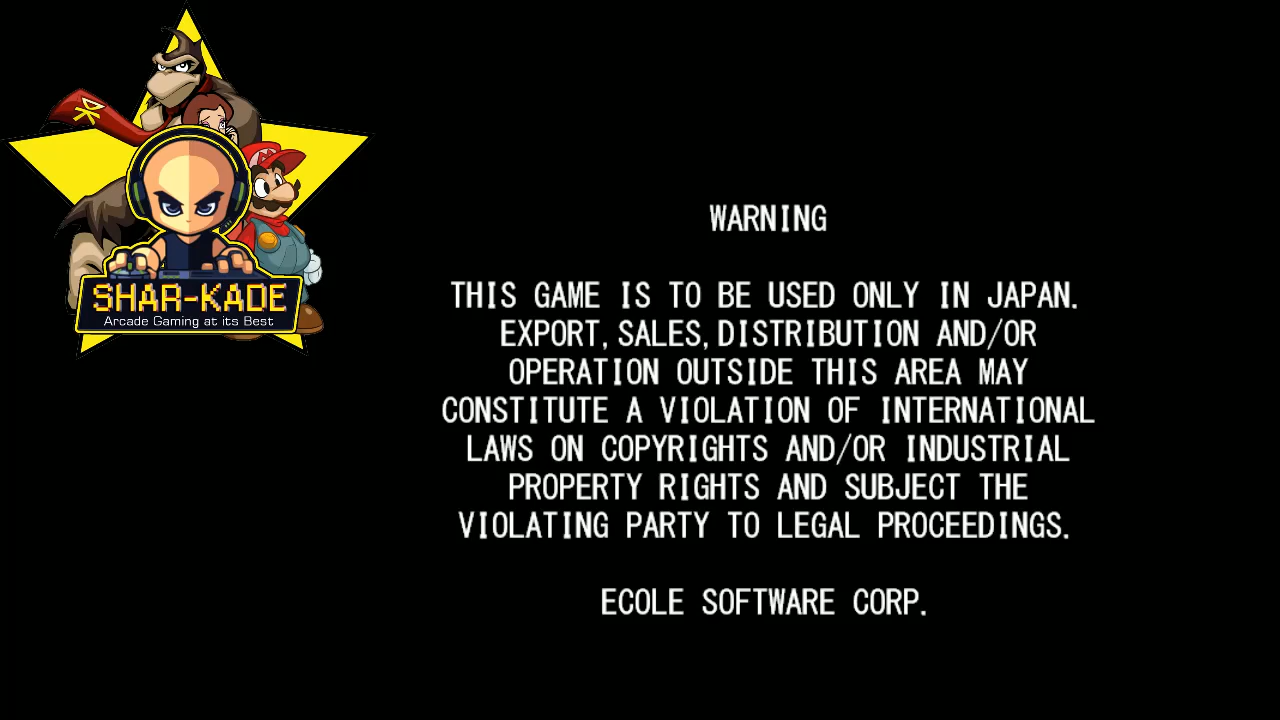 SHAR-KADE
Arcade Gaming at its Best
WARNING
THIS GAME IS TO BE USED ONLY IN JAPAN.
EXPORT,SALES,DISTRIBUTION AND/OR
OPERATION OUTSIDE THIS AREA MAY
CONSTITUTE A VIOLATION OF INTERNATIONAL
LAWS ON COPYRIGHTS AND/OR INDUSTRIAL
PROPERTY RIGHTS AND SUBJECT THE
VIOLATING PARTY TO LEGAL PROCEEDINGS.
ECOLE SOFTWARE CORP.